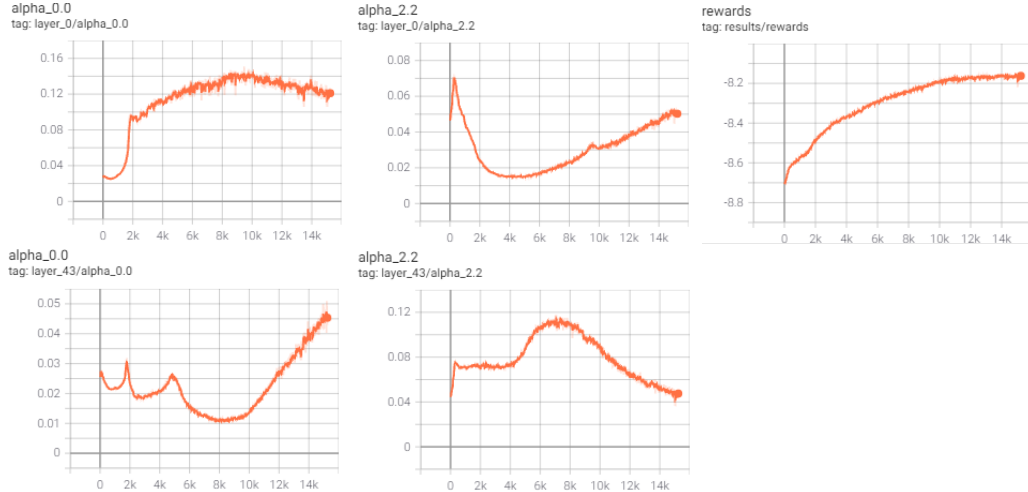 alpha_0.0
tag: layer_0/alpha_0.0
0.16
0.12
0.08
0.04
0
0 2k 4k 6k 8k 10k 12k 14k
alpha_2.2
tag: layer_0/alpha_2.2
0.08
0.06
0.04
0.02
0
0 2k 4k 6k 8k 10k 12k 14k
rewards
tag: results/rewards
-8.2
-8.4
-8.6
-8.8
0 2k 4k 6k 8k 10k 12k 14k
alpha_0.0
tag: layer_43/alpha_0.0
0.05
0.04
0.03
0.02
0.01
0
0 2k 4k 6k 8k 10k 12k 14k
alpha_2.2
tag: layer_43/alpha_2.2
0.12
0.08
0.04
0
0 2k 4k 6k 8k 10k 12k 14k